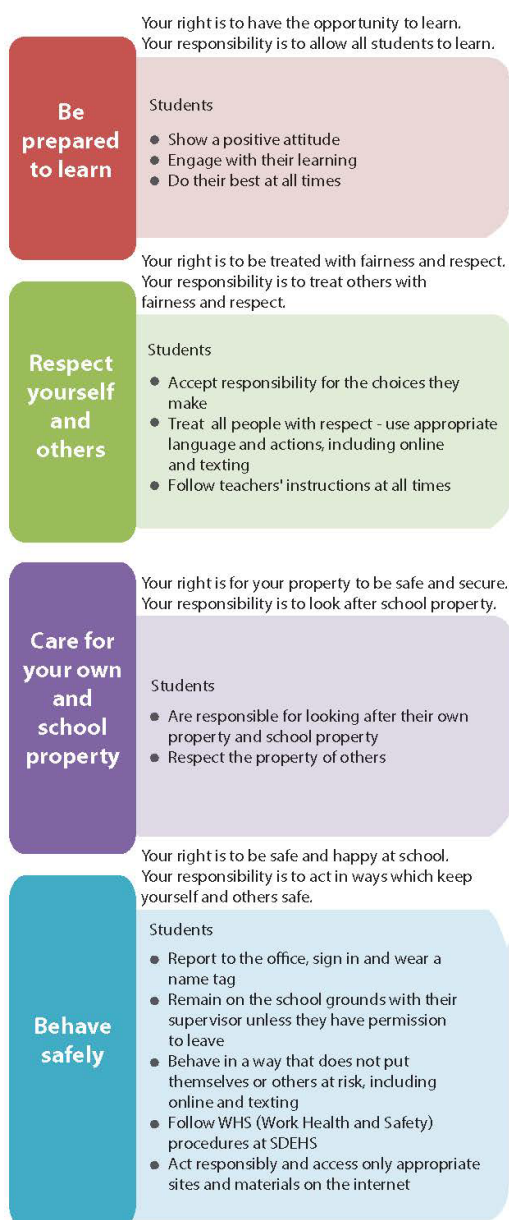 Your right is to have the opportunity to learn.
Your responsibility is to allow all students to learn.
Be
prepared
to learn
Students
● Show a positive attitude
● Engage with their learning
● Do their best at all times
Your right is to be treated with fairness and respect.
Your responsibility is to treat others with
fairness and respect.
Respect
yourself
and
others
Students
● Accept responsibility for the choices they
make
● Treat all people with respect - use appropriate
language and actions, including online
and texting
● Follow teachers' instructions at all times
Your right is for your property to be safe and secure.
Your responsibility is to look after school property.
Care for
your own
and
school
property
Students
● Are responsible for looking after their own
property and school property
● Respect the property of others
Your right is to be safe and happy at school.
Your responsibility is to act in ways which keep
yourself and others safe.
Behave
safely
Students
● Report to the office, sign in and wear a
name tag
● Remain on the school grounds with their
supervisor unless they have permission
to leave
● Behave in a way that does not put
themselves or others at risk, including
online and texting
● Follow WHS (Work Health and Safety)
procedures at SDEHS
● Act responsibly and access only appropriate
sites and materials on the internet